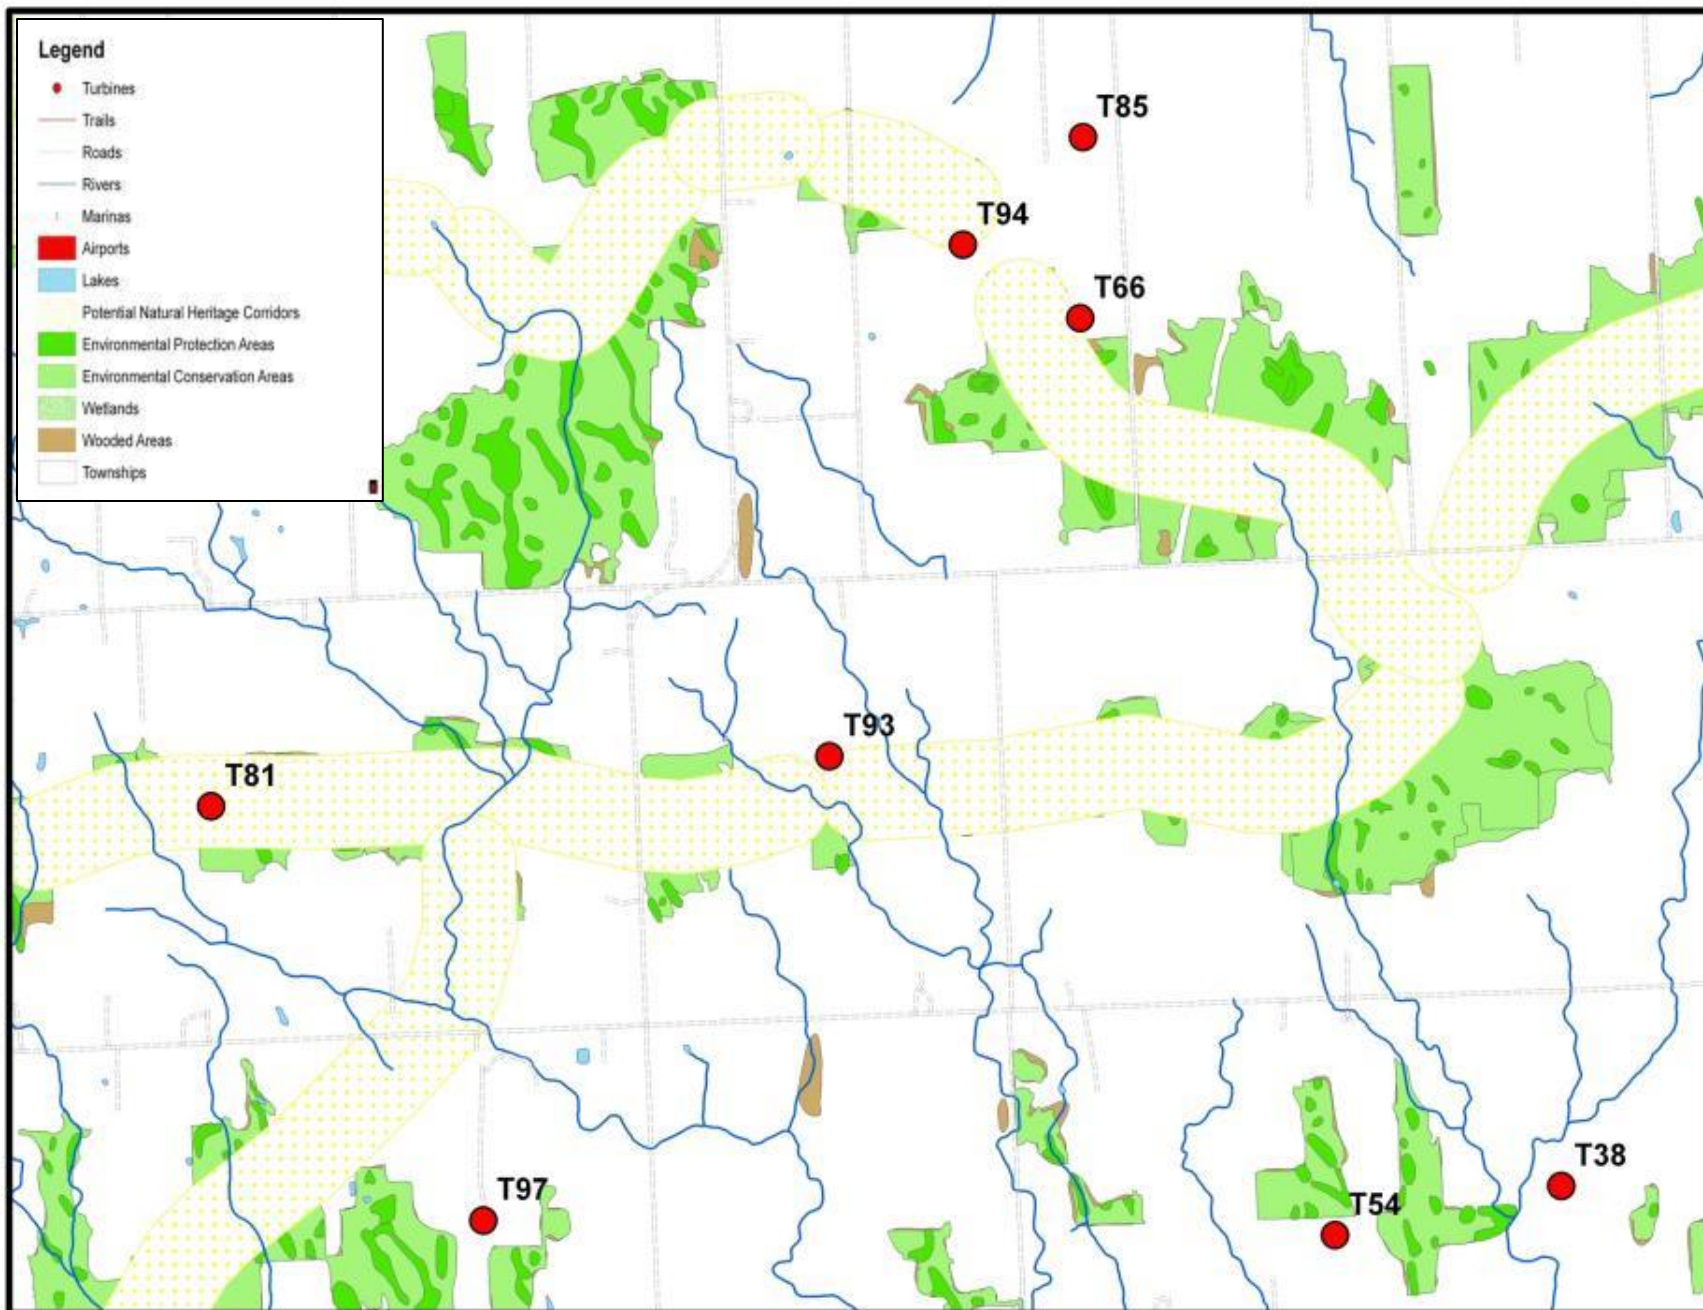 Legend
Turbines
Trails
Roads
Rivers
Marinas
Airports
Lakes
Potential Natural Heritage Corridors
Environmental Protection Areas
Environmental Conservation Areas
Wetlands
Wooded Areas
Townships
T85
T94
T66
T93
T81
T97
T54
T38